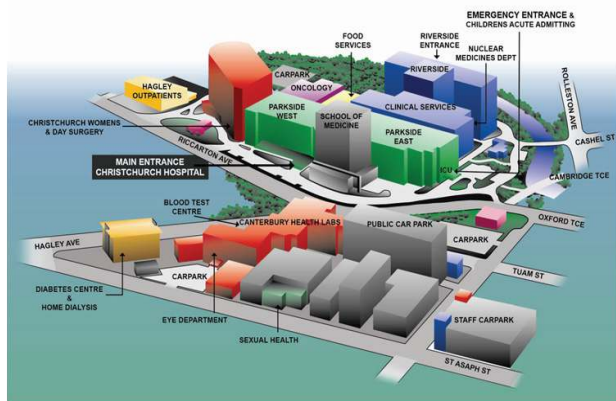 EMERGENCY ENTRANCE &
CHILDRENS ACUTE ADMITTING
FOOD
SERVICES
RIVERSIDE
ENTRANCE
NUCLEAR
MEDICINES DEPT
ROLLESTON AVE
CARPARK
RIVERSIDE
HAGLEY
OUTPATIENTS
ONCOLOGY
CLINICAL SERVICES
PARKSIDE
WEST
SCHOOL OF
MEDICINE
CHRISTCHURCH WOMENS
& DAY SURGERY
PARKSIDE
EAST
CASHEL ST
RICCARTON AVE
MAIN ENTRANCE
CHRISTCHURCH HOSPITAL
ICU
CAMBRIDGE TCE
BLOOD TEST
CENTRE
OXFORD TCE
CANTERBURY HEALTH LABS
PUBLIC CAR PARK
CARPARK
HAGLEY AVE
CARPARK
TUAM ST
DIABETES CENTRE
&
HOME DIALYSIS
EYE DEPARTMENT
SEXUAL HEALTH
STAFF CARPARK
ST ASAPH ST